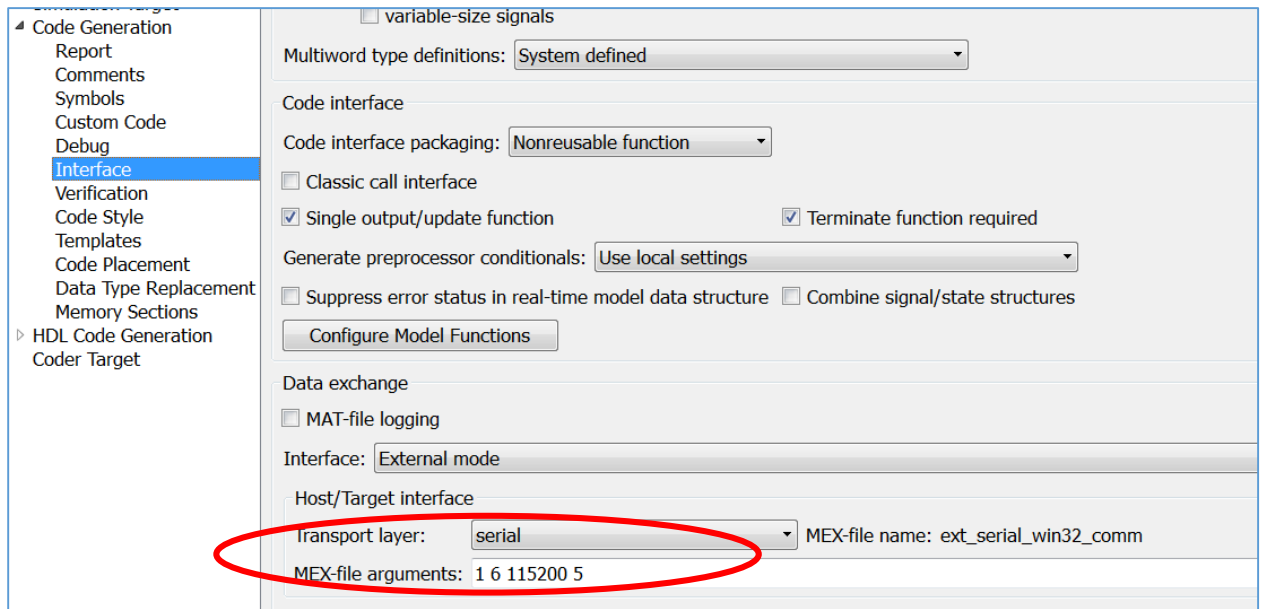 Code Generation
Report
Comments
Symbols
Custom Code
Debug
Interface
Verification
Code Style
Templates
Code Placement
Data Type Replacement
Memory Sections
HDL Code Generation
Coder Target
variable-size signals
Multiword type definitions: System defined
Code interface
Code interface packaging: Nonreusable function
Classic call interface
Single output/update function Terminate function required
Generate preprocessor conditionals: Use local settings
Suppress error status in real-time model data structure Combine signal/state structures
Configure Model Functions
Data exchange
MAT-file logging
Interface: External mode
Host/Target interface
Transport layer: serial MEX-file name: ext_serial_win32_comm
MEX-file arguments: 1 6 115200 5